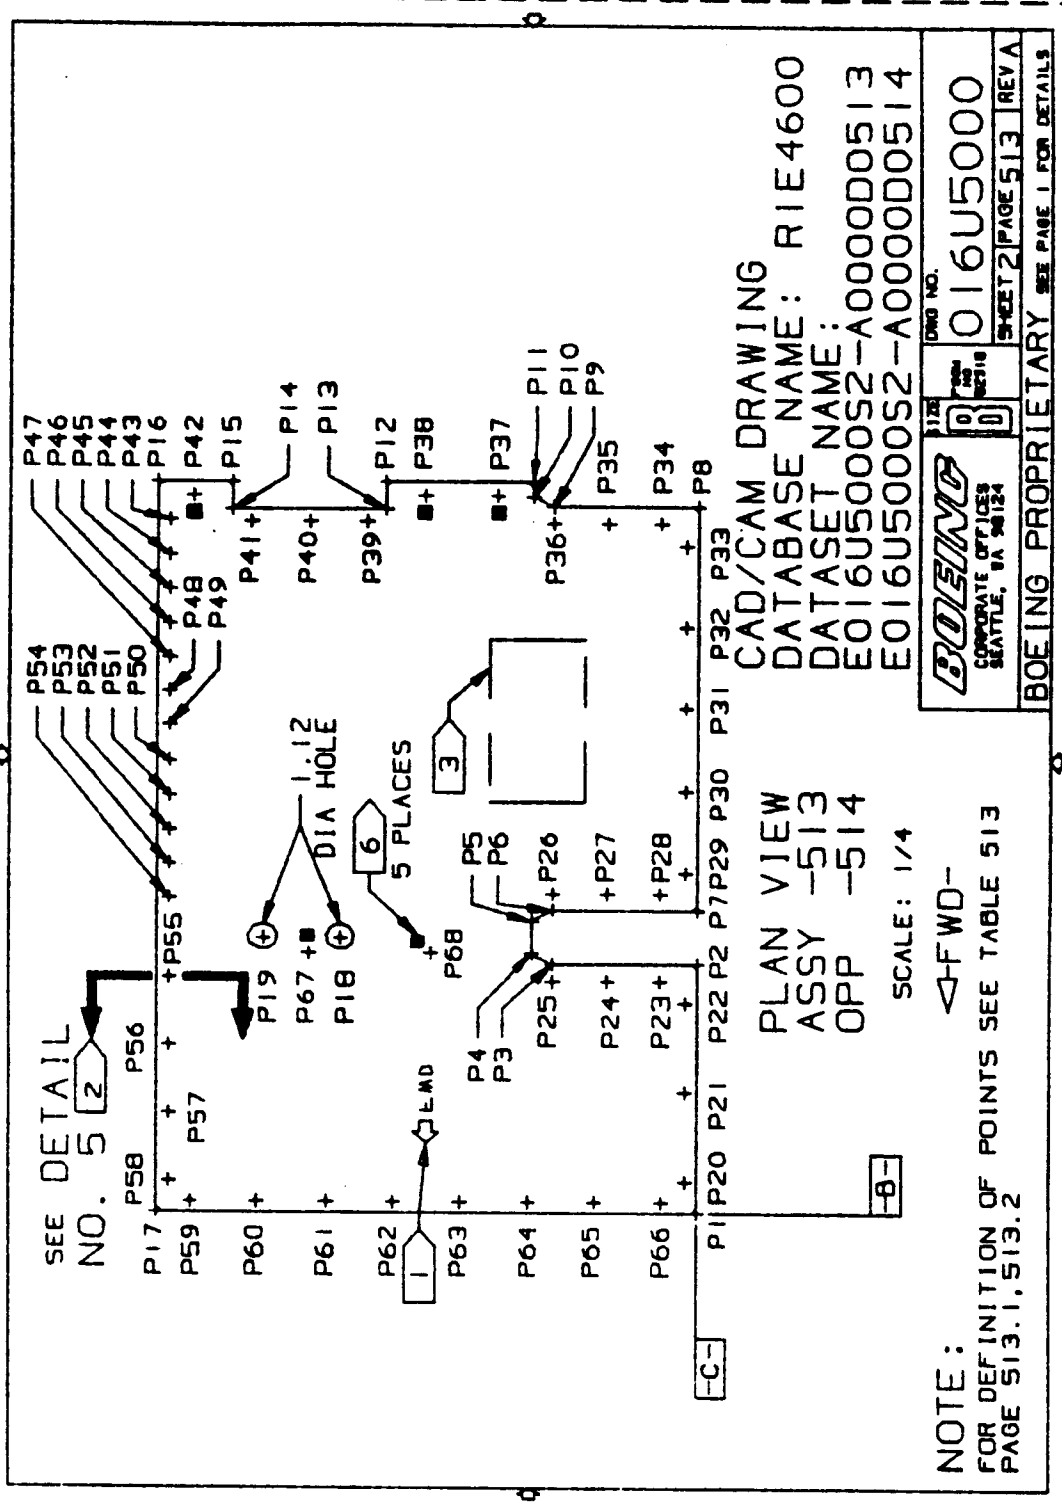 SEE DETAIL
NO. 5
2
P54
P53
P52
P51
P50
P47
P46
P45
P44
P43
P16
P17
P58
P56
P55
P57
P48
P49
P42
P15
P59
P60
P61
P62
P63
P64
P65
P66
P19
P67
P18
1.12
DIA HOLE
P41
P40
P39
P14
P13
P12
P38
P37
6
5 PLACES
P68
1
FWD
3
P4
P3
P5
P6
P11
P10
P9
P25
P24
P23
P26
P27
P28
P36
P35
P34
P1
P20
P21
P22
P2
P7
P29
P30
P31
P32
P33
P8
-C-
-B-
PLAN VIEW
ASSY -513
OPP -514
SCALE: 1/4
FWD-
CAD/CAM DRAWING
DATABASE NAME: RIE4600
DATASET NAME:
E016U5000S2-A0000D0513
E016U5000S2-A0000D0514
NOTE:
FOR DEFINITION OF POINTS SEE TABLE 513
PAGE 513.1,513.2
BOEING
CORPORATE OFFICES
SEATTLE, WA 98124
SIZE
B
FSCM
NO
DWG NO.
016U5000
SHEET 2 PAGE 513 REV A
BOEING PROPRIETARY SEE PAGE 1 FOR DETAILS